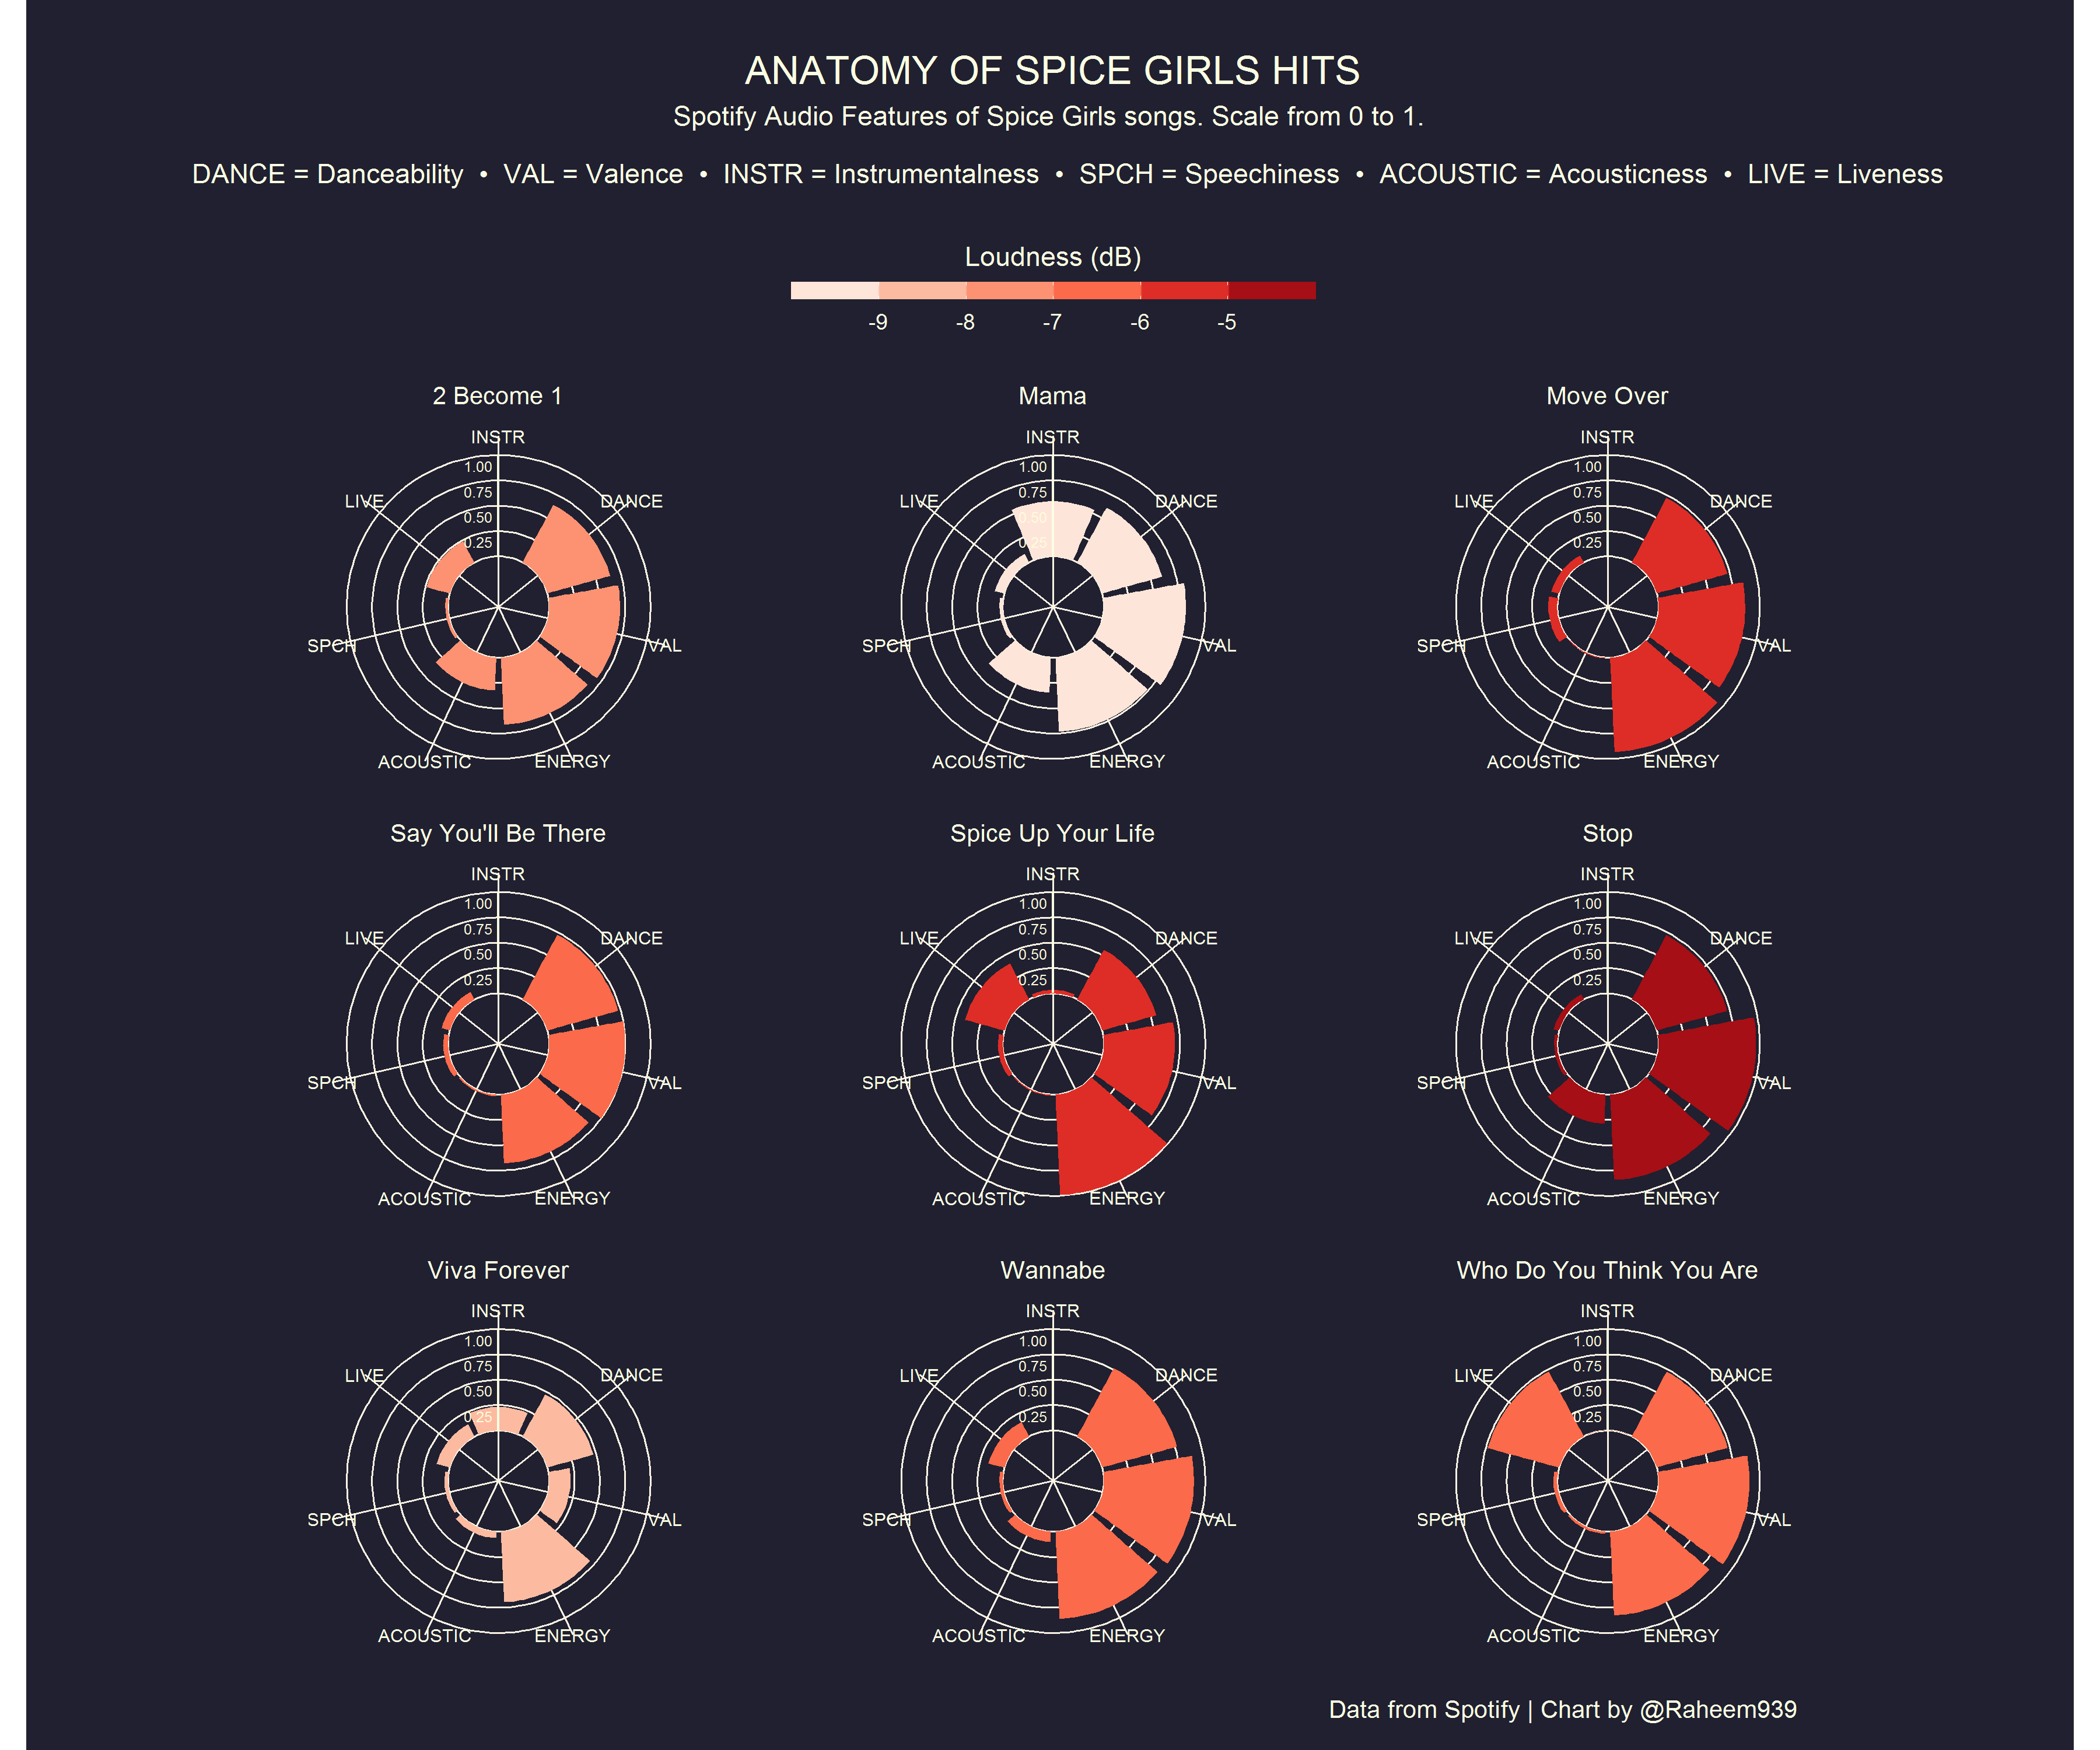 ANATOMY OF SPICE GIRLS HITS
Spotify Audio Features of Spice Girls songs. Scale from 0 to 1.
DANCE = Danceability • VAL = Valence • INSTR = Instrumentalness • SPCH = Speechiness • ACOUSTIC = Acousticness • LIVE = Liveness
Loudness (dB)
-9 -8 -7 -6 -5
2 Become 1
INSTR
1.00
0.75
LIVE
DANCE
0.50
0.25
SPCH
VAL
ACOUSTIC
ENERGY
Mama
INSTR
1.00
0.75
LIVE
DANCE
0.50
0.25
SPCH
VAL
ACOUSTIC
ENERGY
Move Over
INSTR
1.00
0.75
LIVE
DANCE
0.50
0.25
SPCH
VAL
ACOUSTIC
ENERGY
Say You'll Be There
INSTR
1.00
0.75
LIVE
DANCE
0.50
0.25
SPCH
VAL
ACOUSTIC
ENERGY
Spice Up Your Life
INSTR
1.00
0.75
LIVE
DANCE
0.50
0.25
SPCH
VAL
ACOUSTIC
ENERGY
Stop
INSTR
1.00
0.75
LIVE
DANCE
0.50
0.25
SPCH
VAL
ACOUSTIC
ENERGY
Viva Forever
INSTR
1.00
0.75
LIVE
DANCE
0.50
0.25
SPCH
VAL
ACOUSTIC
ENERGY
Wannabe
INSTR
1.00
0.75
LIVE
DANCE
0.50
0.25
SPCH
VAL
ACOUSTIC
ENERGY
Who Do You Think You Are
INSTR
1.00
0.75
LIVE
DANCE
0.50
0.25
SPCH
VAL
ACOUSTIC
ENERGY
Data from Spotify | Chart by @Raheem939